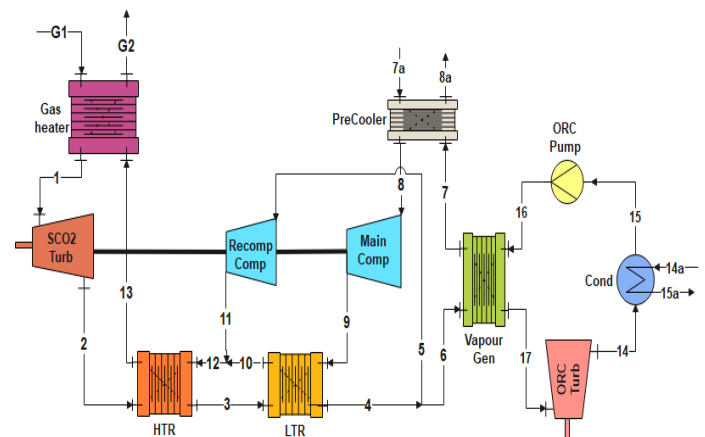 G1
G2
Gas
heater
7a
8a
PreCooler
ORC
Pump
1
8
7
16
15
SCO2
Turb
Recomp
Comp
Main
Comp
14a
Cond
15a
13
11
9
5
6
Vapour
Gen
17
14
2
12
10
3
4
ORC
Turb
HTR
LTR